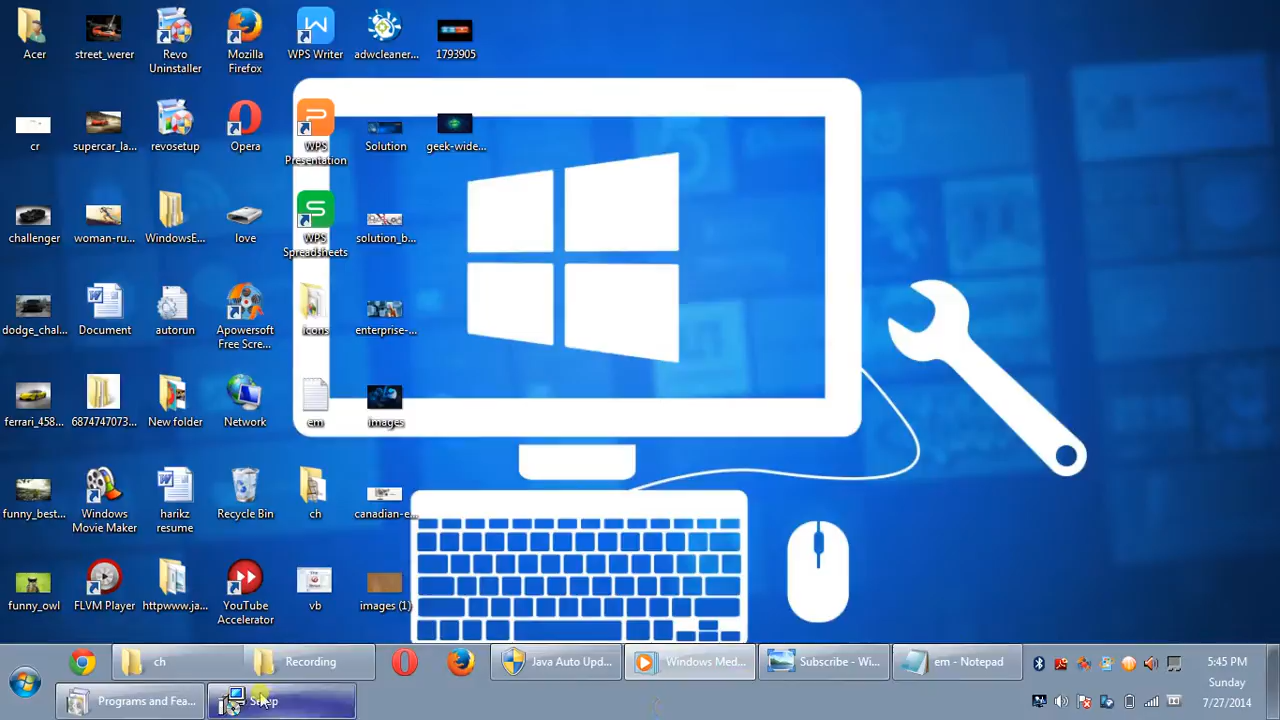 Acer
street_werer
Revo
Uninstaller
Mozilla
Firefox
WPS Writer
adwcleaner...
1793905
cr
supercar_la...
revosetup
Opera
WPS
Presentation
Solution
geek-wide...
challenger
woman-ru...
WindowsE...
love
WPS
Spreadsheets
solution_b...
dodge_chal...
Document
autorun
Apowersoft
Free Scre...
icons
enterprise-...
ferrari_458...
6874747073...
New folder
Network
em
images
funny_best...
Windows
Movie Maker
harikz
resume
Recycle Bin
ch
canadian-e...
funny_owl
FLVM Player
httpwww.ja...
YouTube
Accelerator
vb
images (1)
ch
Recording
Java Auto Upd...
Windows Med...
Subscribe - Wi...
em - Notepad
5:45 PM
Sunday
7/27/2014
Programs and Fea...